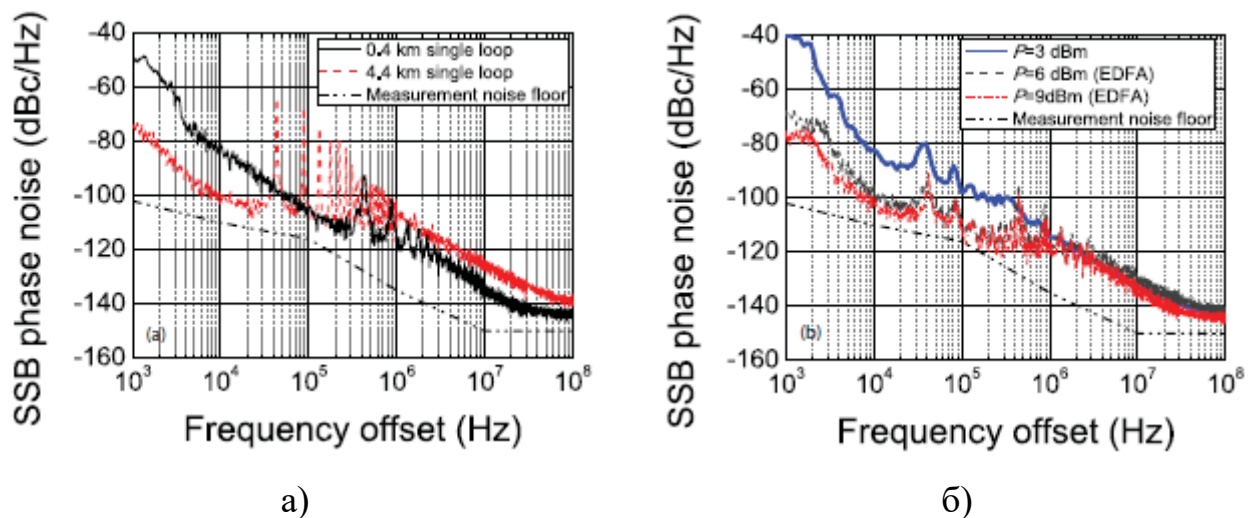 SSB phase noise (dBc/Hz)
-40
-60
-80
-100
-120
-140
-160
0.4 km single loop
4.4 km single loop
Measurement noise floor
(a)
10³ 10⁴ 10⁵ 10⁶ 10⁷ 10⁸
Frequency offset (Hz)
а)
SSB phase noise (dBc/Hz)
-40
-60
-80
-100
-120
-140
-160
P=3 dBm
P=6 dBm (EDFA)
P=9dBm (EDFA)
Measurement noise floor
(b)
10³ 10⁴ 10⁵ 10⁶ 10⁷ 10⁸
Frequency offset (Hz)
б)